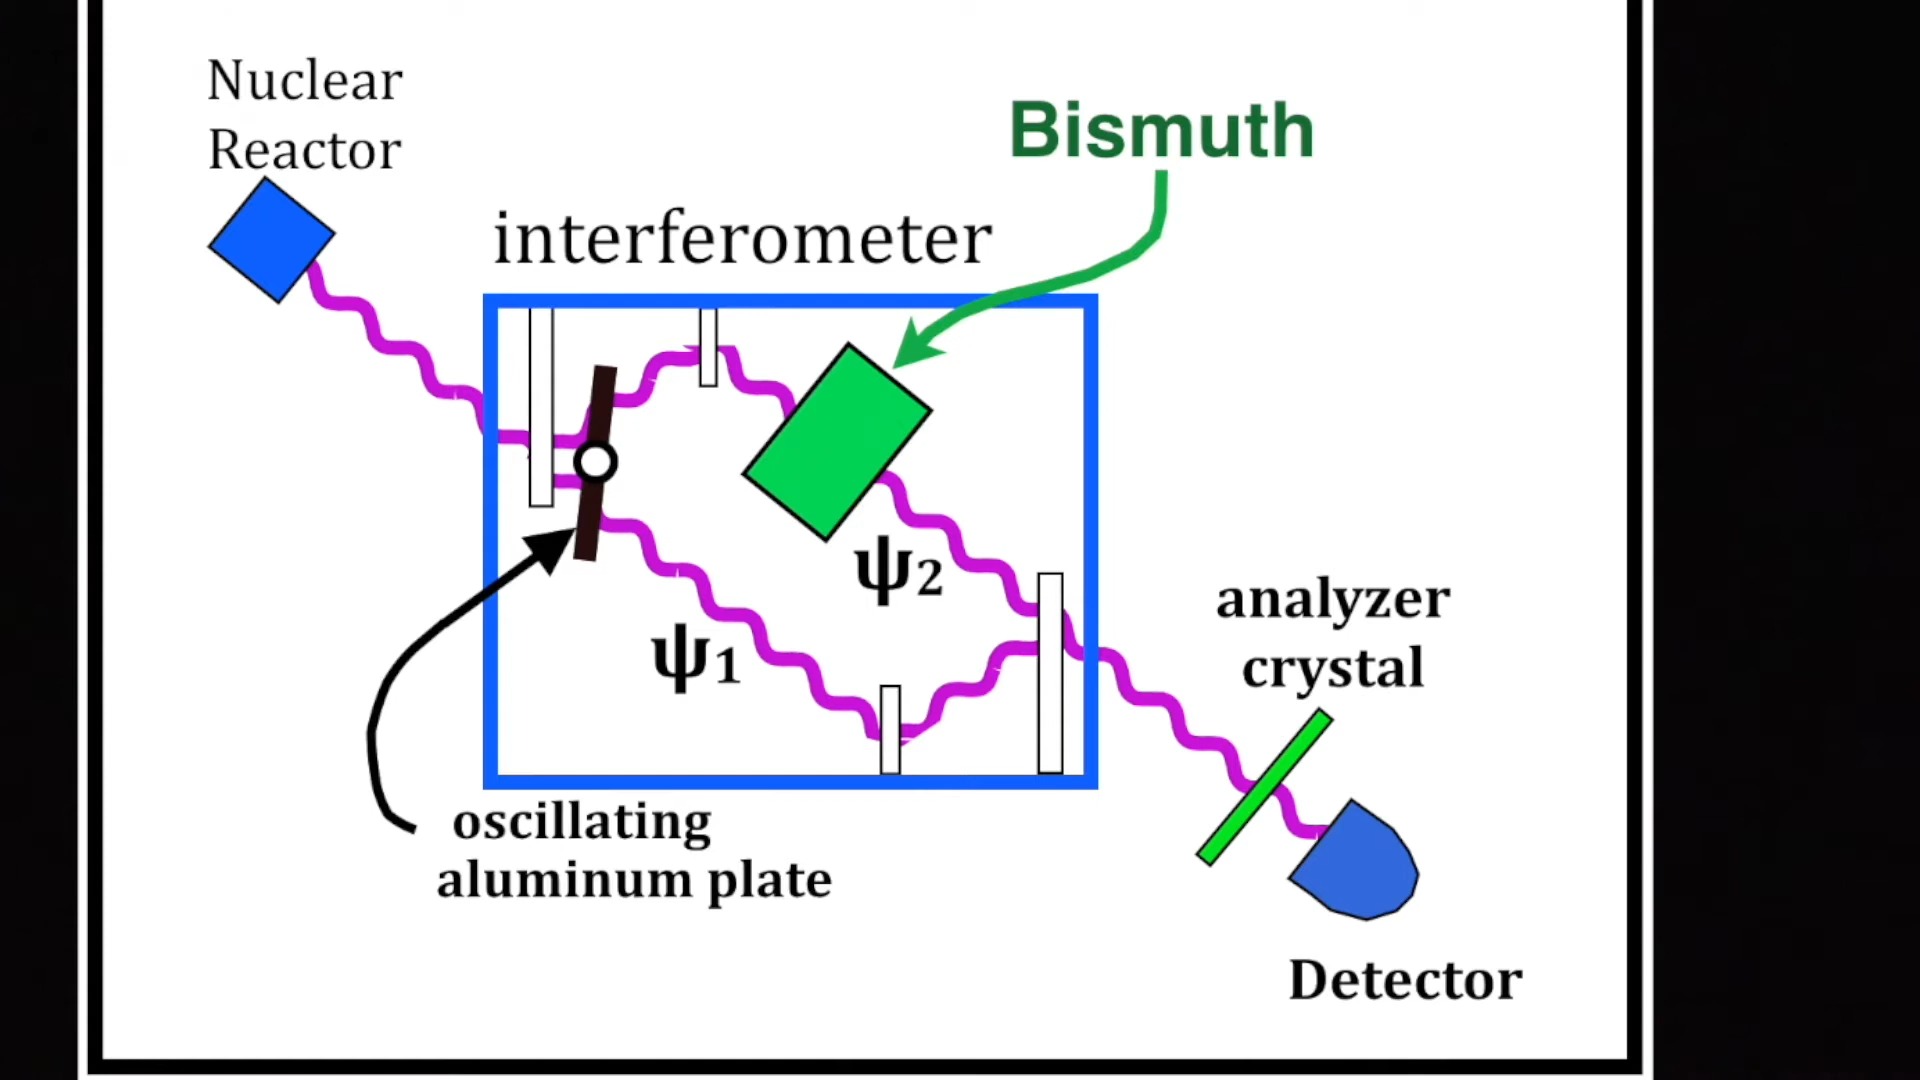 Nuclear
Reactor
Bismuth
interferometer
ψ2
ψ1
analyzer
crystal
oscillating
aluminum plate
Detector